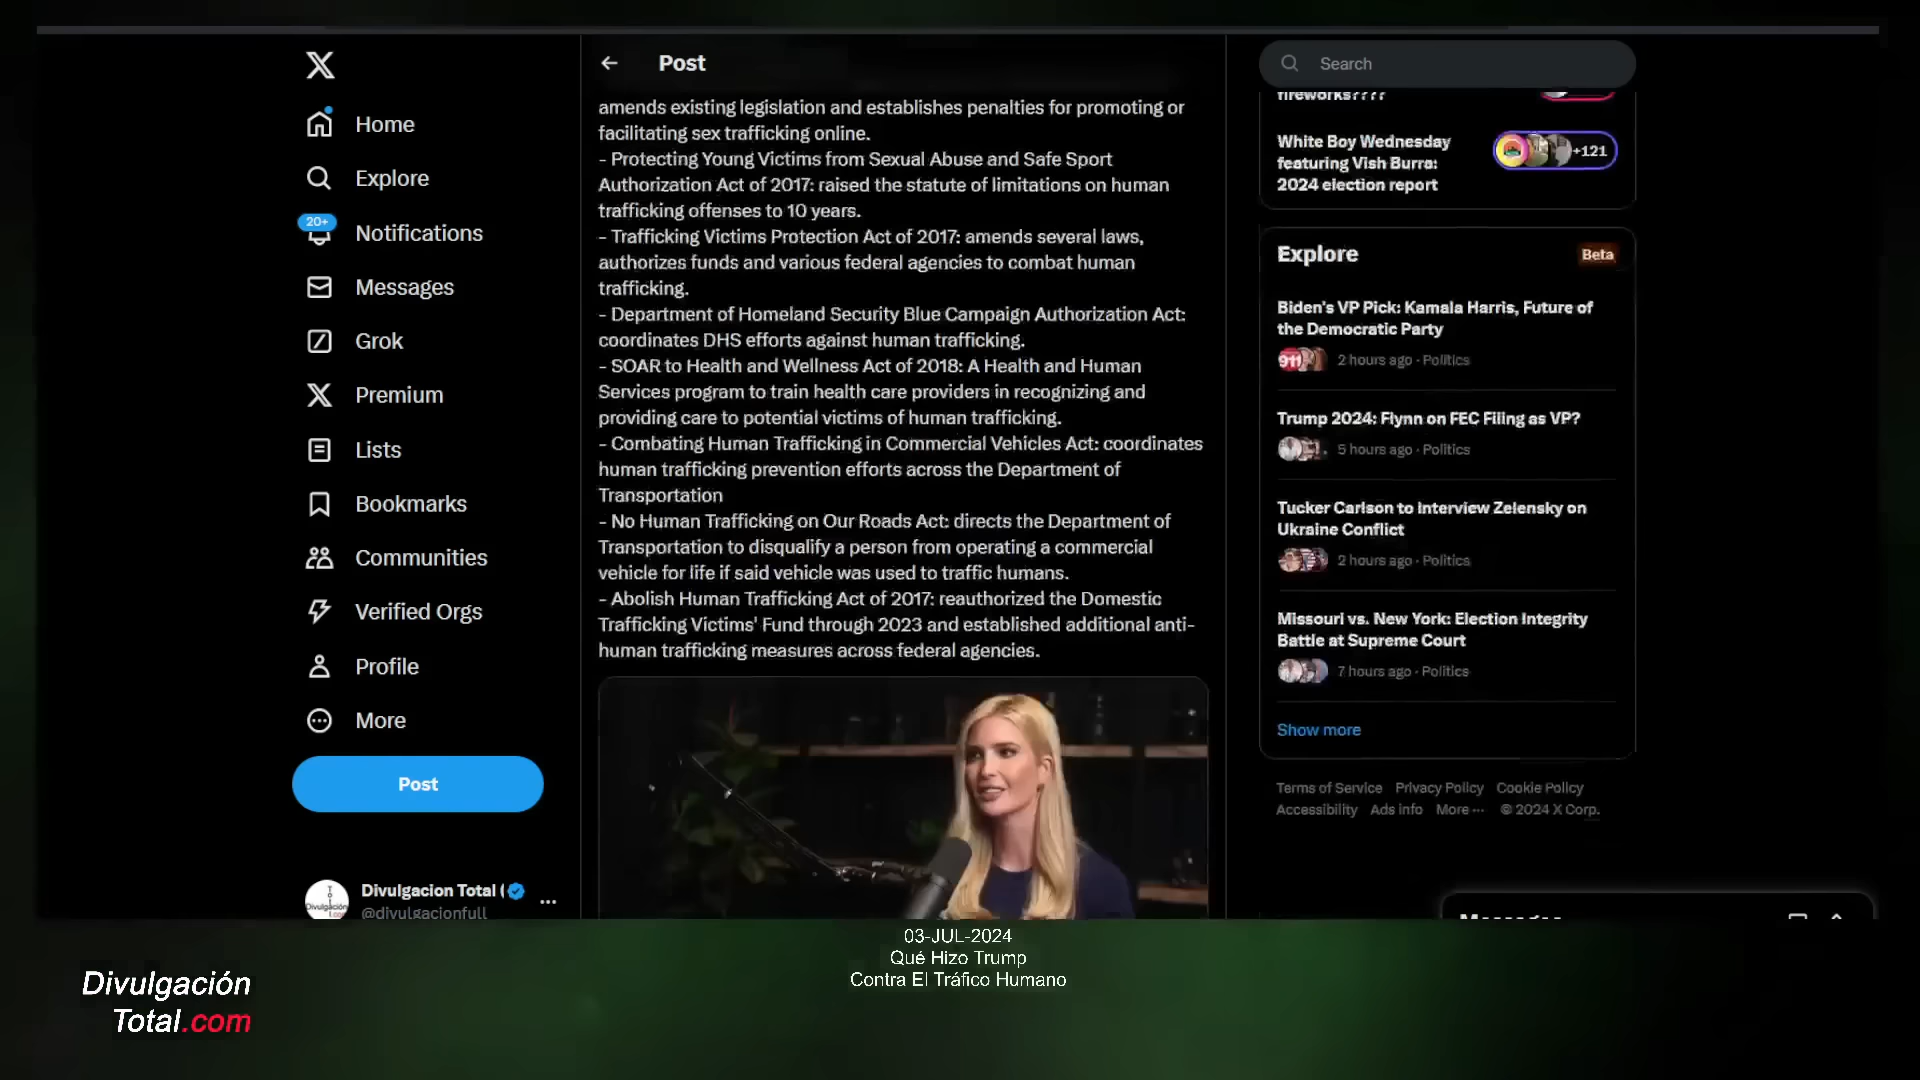 Home
Explore
20+
Notifications
Messages
Grok
Premium
Lists
Bookmarks
Communities
Verified Orgs
Profile
More
Post
Divulgacion Total (
@divulgacionfull
Post
amends existing legislation and establishes penalties for promoting or
facilitating sex trafficking online.
- Protecting Young Victims from Sexual Abuse and Safe Sport
Authorization Act of 2017: raised the statute of limitations on human
trafficking offenses to 10 years.
- Trafficking Victims Protection Act of 2017: amends several laws,
authorizes funds and various federal agencies to combat human
trafficking.
- Department of Homeland Security Blue Campaign Authorization Act:
coordinates DHS efforts against human trafficking.
- SOAR to Health and Wellness Act of 2018: A Health and Human
Services program to train health care providers in recognizing and
providing care to potential victims of human trafficking.
- Combating Human Trafficking in Commercial Vehicles Act: coordinates
human trafficking prevention efforts across the Department of
Transportation
- No Human Trafficking on Our Roads Act: directs the Department of
Transportation to disqualify a person from operating a commercial
vehicle for life if said vehicle was used to traffic humans.
- Abolish Human Trafficking Act of 2017: reauthorized the Domestic
Trafficking Victims' Fund through 2023 and established additional anti-
human trafficking measures across federal agencies.
Search
fireworks????
White Boy Wednesday
featuring Vish Burra:
2024 election report
+121
Explore
Beta
Biden's VP Pick: Kamala Harris, Future of
the Democratic Party
911
2 hours ago · Politics
Trump 2024: Flynn on FEC Filing as VP?
5 hours ago · Politics
Tucker Carlson to Interview Zelensky on
Ukraine Conflict
2 hours ago · Politics
Missouri vs. New York: Election Integrity
Battle at Supreme Court
7 hours ago · Politics
Show more
Terms of Service Privacy Policy Cookie Policy
Accessibility Ads info More ··· © 2024 X Corp.
Messages
03-JUL-2024
Qué Hizo Trump
Contra El Tráfico Humano
Divulgación
Total.com